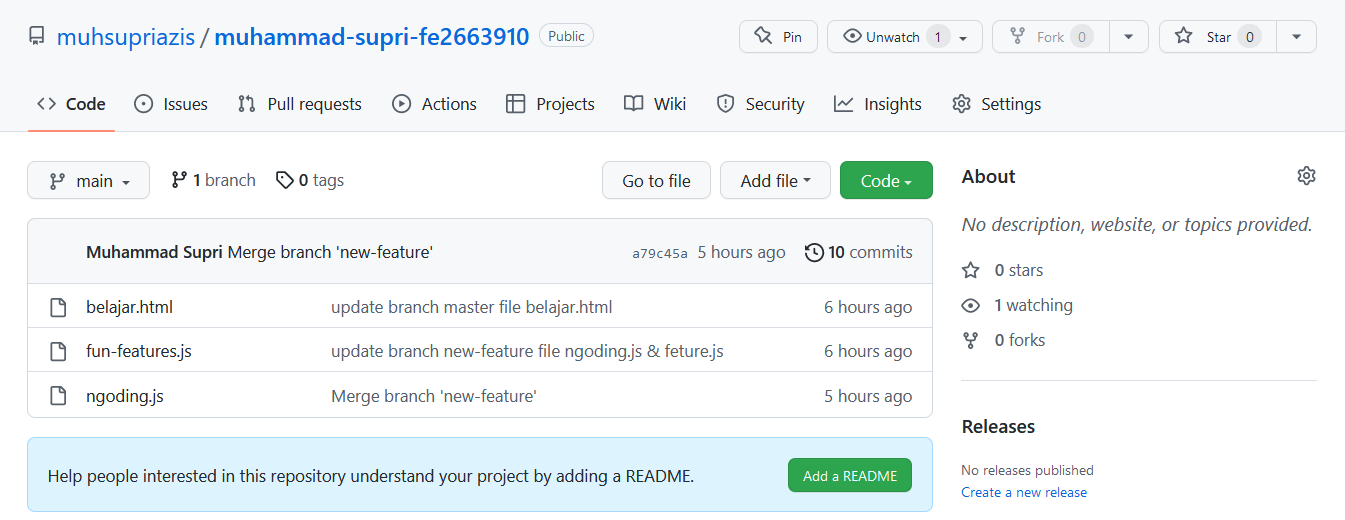 muhsupriazis / muhammad-supri-fe2663910 Public
Pin Unwatch 1 Fork 0 Star 0
Code Issues Pull requests Actions Projects Wiki Security Insights Settings
main 1 branch 0 tags Go to file Add file Code
Muhammad Supri Merge branch 'new-feature' a79c45a 5 hours ago 10 commits
belajar.html update branch master file belajar.html 6 hours ago
fun-features.js update branch new-feature file ngoding.js & feture.js 6 hours ago
ngoding.js Merge branch 'new-feature' 5 hours ago
Help people interested in this repository understand your project by adding a README. Add a README
About
No description, website, or topics provided.
0 stars
1 watching
0 forks
Releases
No releases published
Create a new release